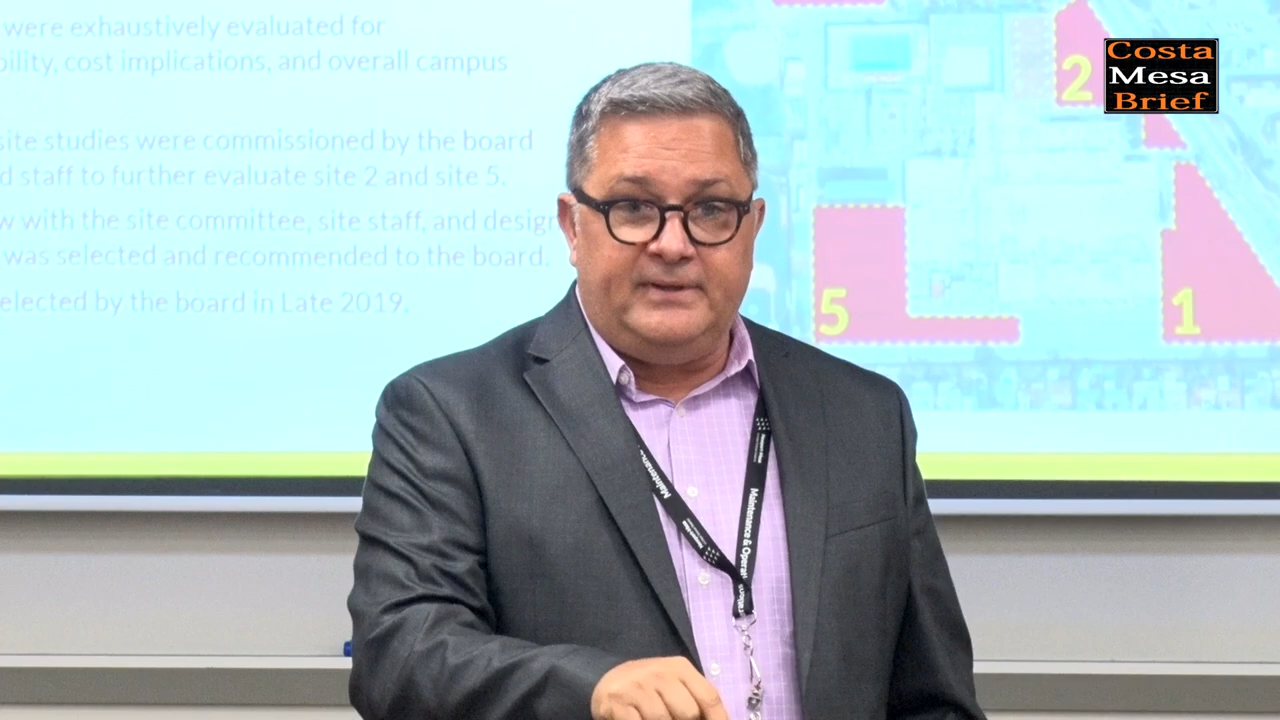 were exhaustively evaluated for
bility, cost implications, and overall campus
site studies were commissioned by the board
d staff to further evaluate site 2 and site 5.
w with the site committee, site staff, and design
was selected and recommended to the board.
elected by the board in Late 2019.
2
5
1
Costa
Mesa
Brief
Maintenance
Maintenance & Operat